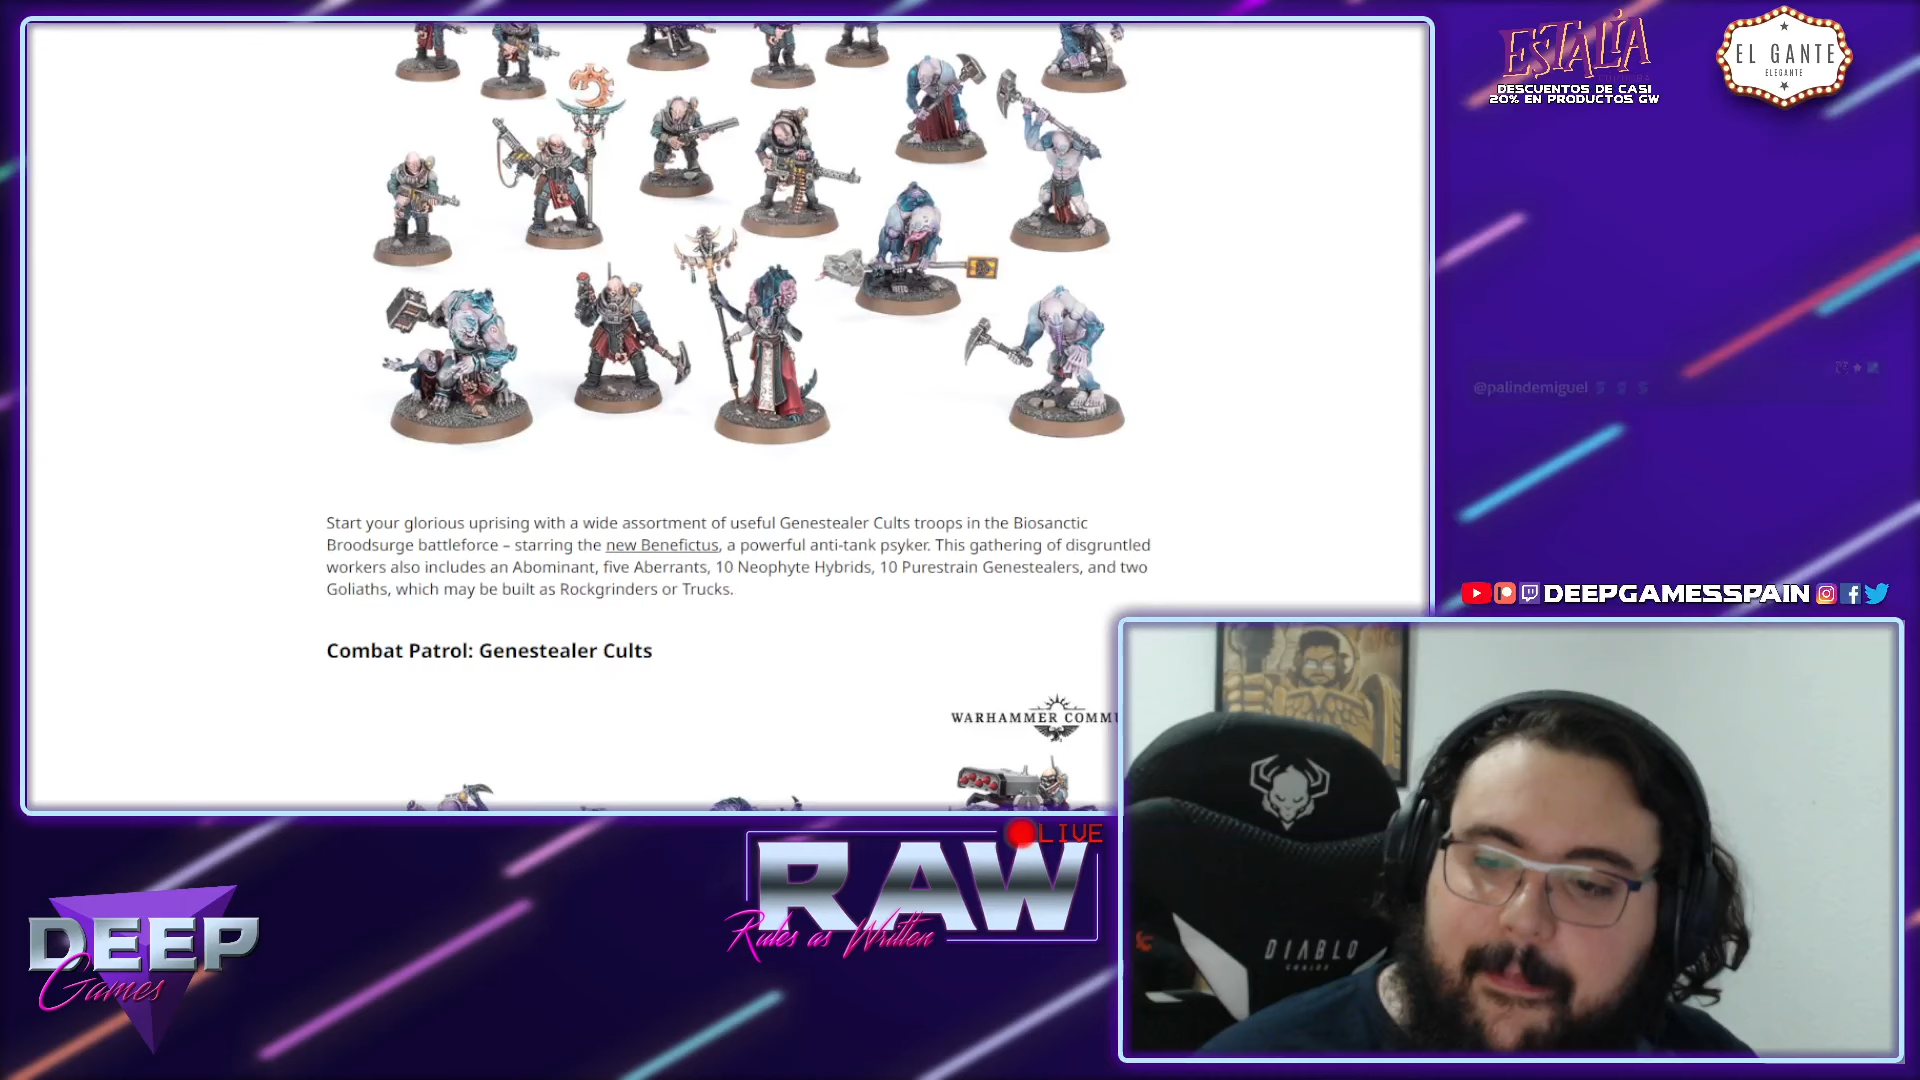 ESTALIA
DESCUENTOS DE CASI
20% EN PRODUCTOS GW
EL GANTE
ELEGANTE
@palindemiguel
Start your glorious uprising with a wide assortment of useful Genestealer Cults troops in the Biosanctic
Broodsurge battleforce – starring the new Benefictus, a powerful anti-tank psyker. This gathering of disgruntled
workers also includes an Abominant, five Aberrants, 10 Neophyte Hybrids, 10 Purestrain Genestealers, and two
Goliaths, which may be built as Rockgrinders or Trucks.
Combat Patrol: Genestealer Cults
WARHAMMER COMMU
DEEPGAMESSPAIN
LIVE
RAW
Rules as Written
DEEP
Games
DIABLO